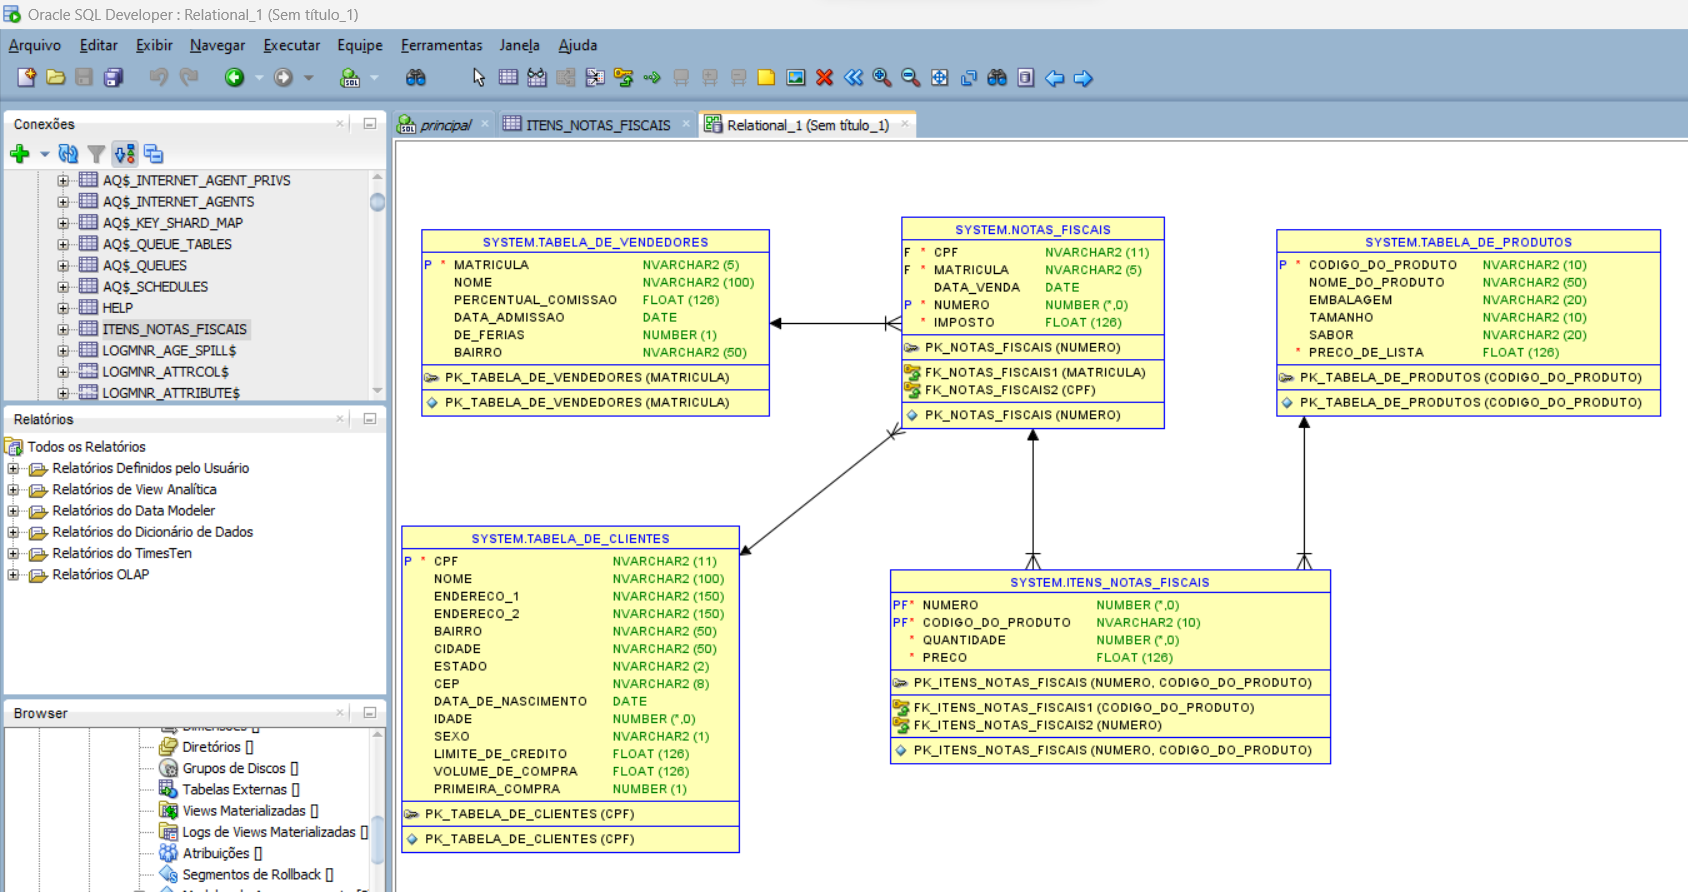 Oracle SQL Developer : Relational_1 (Sem título_1)
Arquivo Editar Exibir Navegar Executar Equipe Ferramentas Janela Ajuda
Conexões
AQ$_INTERNET_AGENT_PRIVS
AQ$_INTERNET_AGENTS
AQ$_KEY_SHARD_MAP
AQ$_QUEUE_TABLES
AQ$_QUEUES
AQ$_SCHEDULES
HELP
ITENS_NOTAS_FISCAIS
LOGMNR_AGE_SPILL$
LOGMNR_ATTRCOL$
LOGMNR_ATTRIBUTE$
Relatórios
Todos os Relatórios
Relatórios Definidos pelo Usuário
Relatórios de View Analítica
Relatórios do Data Modeler
Relatórios do Dicionário de Dados
Relatórios do TimesTen
Relatórios OLAP
Browser
Dimensões []
Diretórios []
Grupos de Discos []
Tabelas Externas []
Views Materializadas []
Logs de Views Materializadas []
Atribuições []
Segmentos de Rollback []
principal ITENS_NOTAS_FISCAIS Relational_1 (Sem título_1)
SYSTEM.TABELA_DE_VENDEDORES
P * MATRICULA NVARCHAR2 (5)
NOME NVARCHAR2 (100)
PERCENTUAL_COMISSAO FLOAT (126)
DATA_ADMISSAO DATE
DE_FERIAS NUMBER (1)
BAIRRO NVARCHAR2 (50)
PK_TABELA_DE_VENDEDORES (MATRICULA)
PK_TABELA_DE_VENDEDORES (MATRICULA)
SYSTEM.NOTAS_FISCAIS
F * CPF NVARCHAR2 (11)
F * MATRICULA NVARCHAR2 (5)
DATA_VENDA DATE
P * NUMERO NUMBER (*,0)
* IMPOSTO FLOAT (126)
PK_NOTAS_FISCAIS (NUMERO)
FK_NOTAS_FISCAIS1 (MATRICULA)
FK_NOTAS_FISCAIS2 (CPF)
PK_NOTAS_FISCAIS (NUMERO)
SYSTEM.TABELA_DE_PRODUTOS
P * CODIGO_DO_PRODUTO NVARCHAR2 (10)
NOME_DO_PRODUTO NVARCHAR2 (50)
EMBALAGEM NVARCHAR2 (20)
TAMANHO NVARCHAR2 (10)
SABOR NVARCHAR2 (20)
* PRECO_DE_LISTA FLOAT (126)
PK_TABELA_DE_PRODUTOS (CODIGO_DO_PRODUTO)
PK_TABELA_DE_PRODUTOS (CODIGO_DO_PRODUTO)
SYSTEM.TABELA_DE_CLIENTES
P * CPF NVARCHAR2 (11)
NOME NVARCHAR2 (100)
ENDERECO_1 NVARCHAR2 (150)
ENDERECO_2 NVARCHAR2 (150)
BAIRRO NVARCHAR2 (50)
CIDADE NVARCHAR2 (50)
ESTADO NVARCHAR2 (2)
CEP NVARCHAR2 (8)
DATA_DE_NASCIMENTO DATE
IDADE NUMBER (*,0)
SEXO NVARCHAR2 (1)
LIMITE_DE_CREDITO FLOAT (126)
VOLUME_DE_COMPRA FLOAT (126)
PRIMEIRA_COMPRA NUMBER (1)
PK_TABELA_DE_CLIENTES (CPF)
PK_TABELA_DE_CLIENTES (CPF)
SYSTEM.ITENS_NOTAS_FISCAIS
PF* NUMERO NUMBER (*,0)
PF* CODIGO_DO_PRODUTO NVARCHAR2 (10)
* QUANTIDADE NUMBER (*,0)
* PRECO FLOAT (126)
PK_ITENS_NOTAS_FISCAIS (NUMERO, CODIGO_DO_PRODUTO)
FK_ITENS_NOTAS_FISCAIS1 (CODIGO_DO_PRODUTO)
FK_ITENS_NOTAS_FISCAIS2 (NUMERO)
PK_ITENS_NOTAS_FISCAIS (NUMERO, CODIGO_DO_PRODUTO)